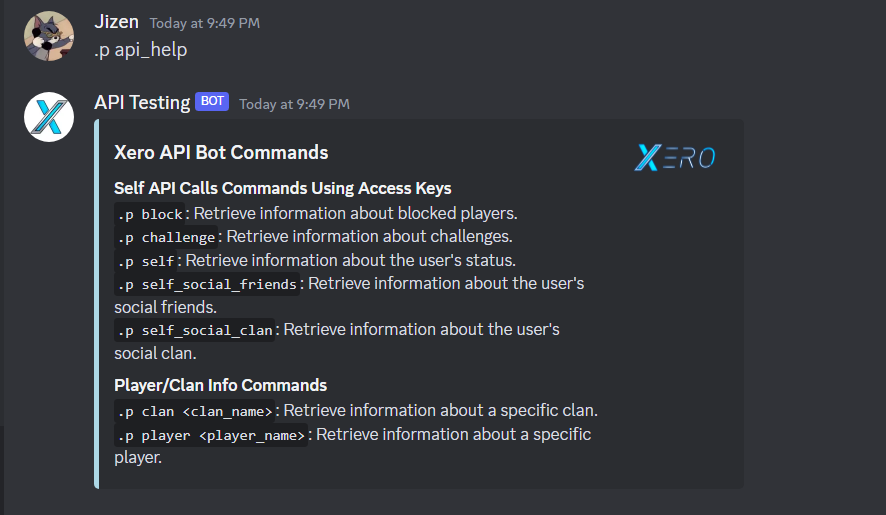 Jizen Today at 9:49 PM
.p api_help
API Testing BOT Today at 9:49 PM
Xero API Bot Commands
XERO
Self API Calls Commands Using Access Keys
.p block: Retrieve information about blocked players.
.p challenge: Retrieve information about challenges.
.p self: Retrieve information about the user's status.
.p self_social_friends: Retrieve information about the user's
social friends.
.p self_social_clan: Retrieve information about the user's
social clan.
Player/Clan Info Commands
.p clan <clan_name>: Retrieve information about a specific clan.
.p player <player_name>: Retrieve information about a specific
player.